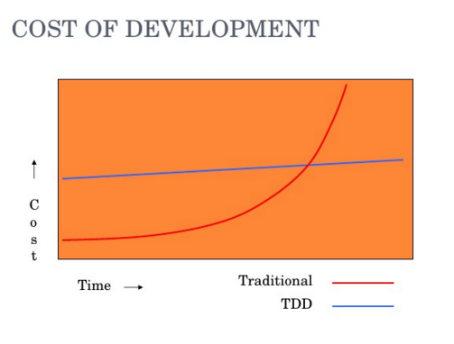 COST OF DEVELOPMENT
C
o
s
t
Time
Traditional
TDD